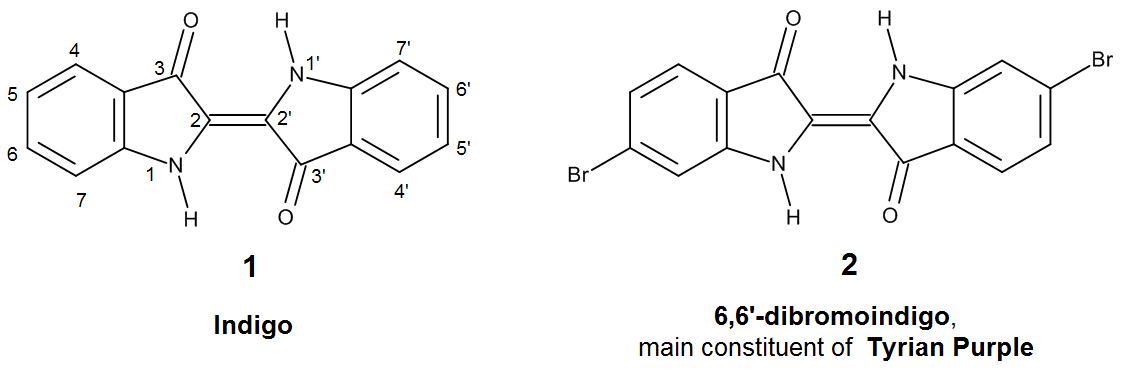 O
H
4
3
N
1'
7'
5
6'
2
2'
6
1
N
5'
7
H
3'
4'
O
1
Indigo
O
H
N
Br
Br
N
H
O
2
6,6'-dibromoindigo,
main constituent of Tyrian Purple